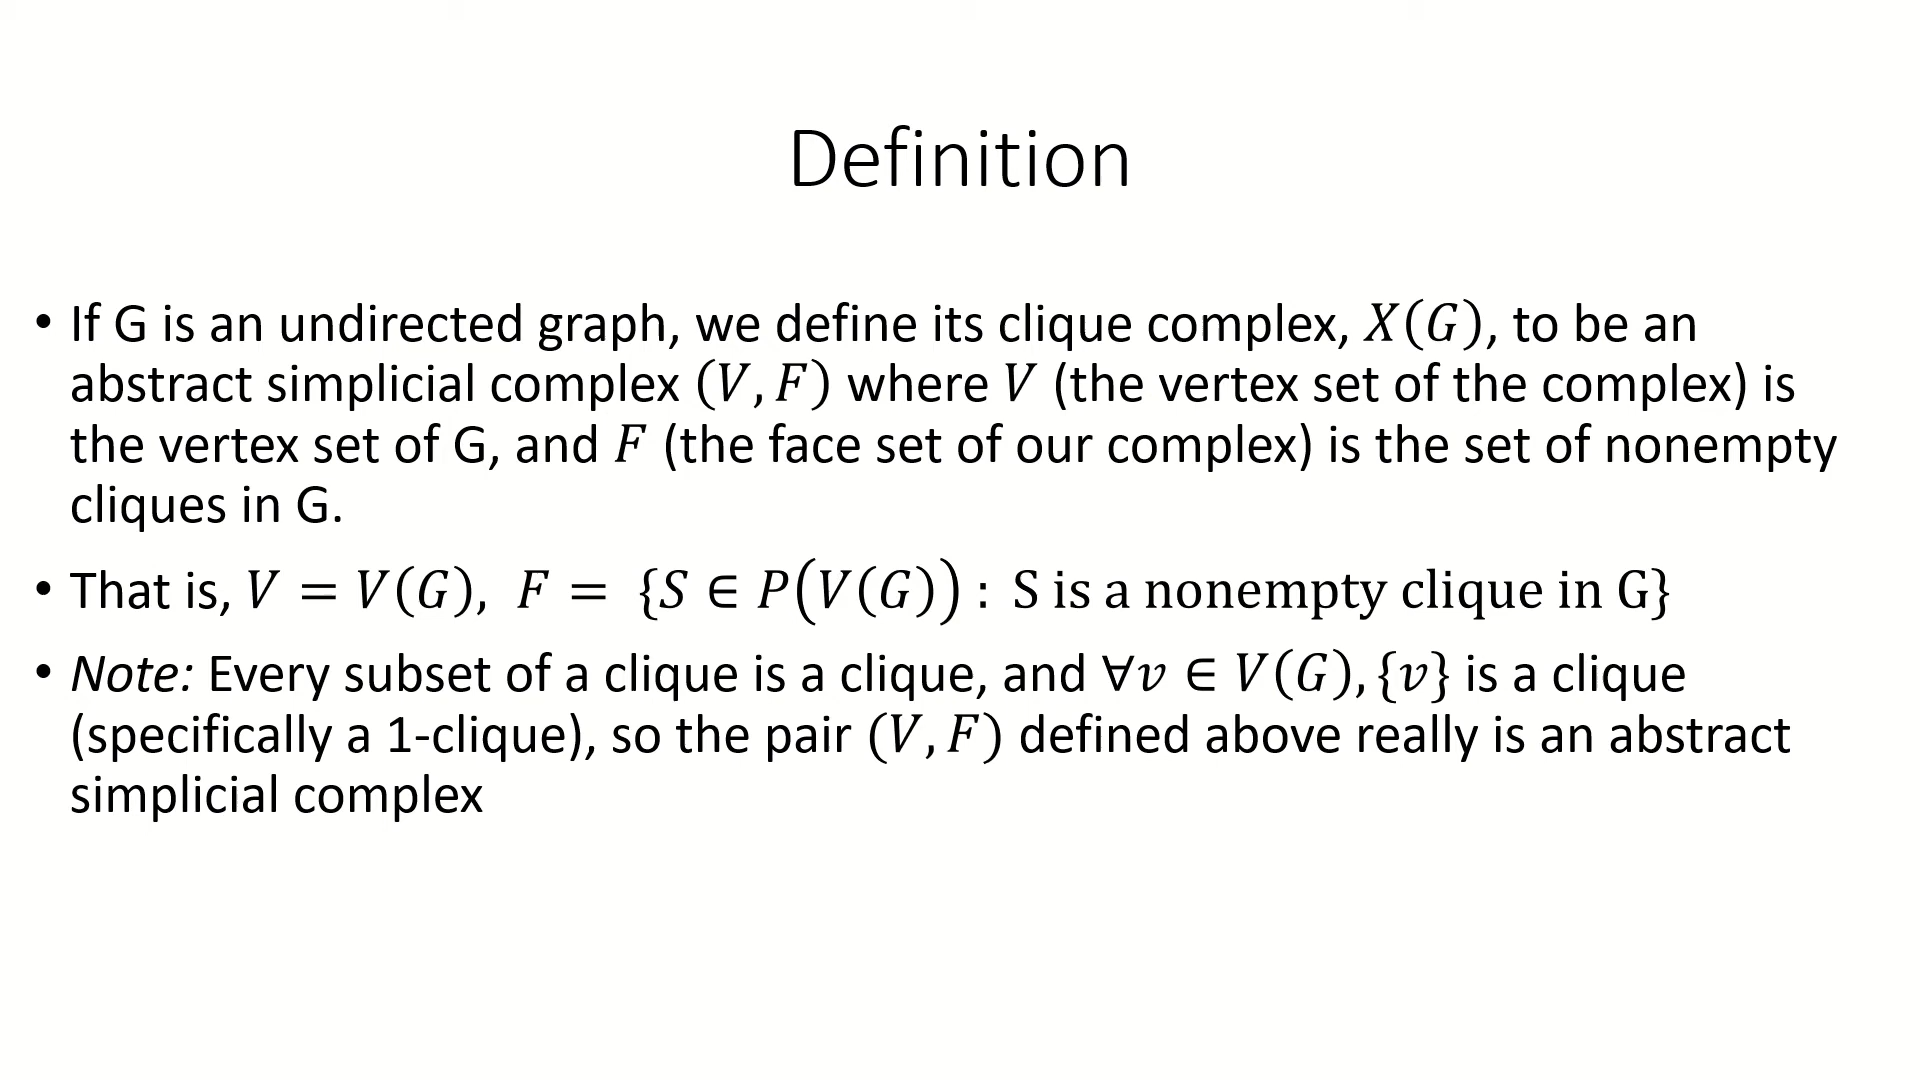 Definition
• If G is an undirected graph, we define its clique complex, 𝑋(𝐺), to be an
abstract simplicial complex (𝑉, 𝐹) where 𝑉 (the vertex set of the complex) is
the vertex set of G, and 𝐹 (the face set of our complex) is the set of nonempty
cliques in G.
• That is, 𝑉 = 𝑉(𝐺), 𝐹 = {𝑆 ∈ 𝑃(𝑉(𝐺)) : S is a nonempty clique in G}
• Note: Every subset of a clique is a clique, and ∀𝑣 ∈ 𝑉(𝐺), {𝑣} is a clique
(specifically a 1-clique), so the pair (𝑉, 𝐹) defined above really is an abstract
simplicial complex